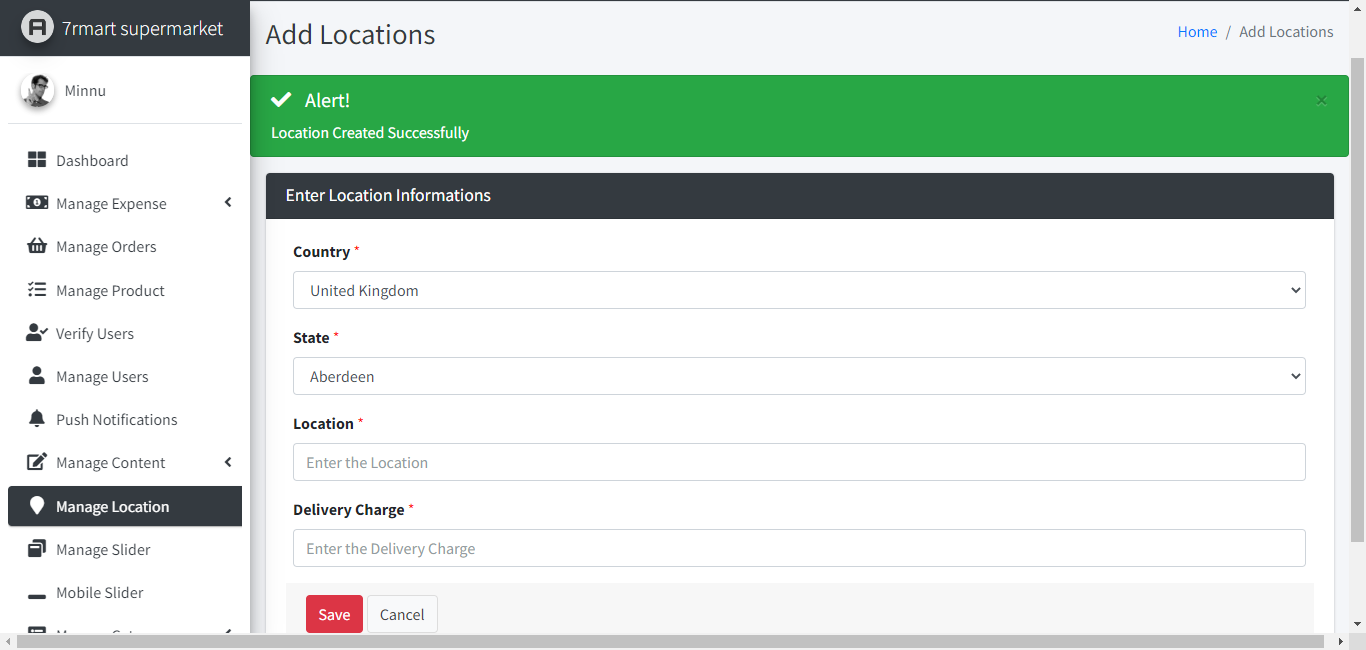 7rmart supermarket
Minnu
Dashboard
Manage Expense
Manage Orders
Manage Product
Verify Users
Manage Users
Push Notifications
Manage Content
Manage Location
Manage Slider
Mobile Slider
Add Locations
Home / Add Locations
Alert!
×
Location Created Successfully
Enter Location Informations
Country *
United Kingdom
State *
Aberdeen
Location *
Enter the Location
Delivery Charge *
Enter the Delivery Charge
Save Cancel